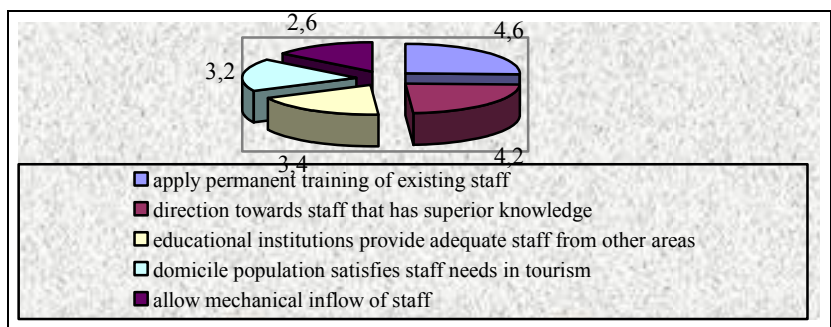 2,6
4,6
3,2
3,4
4,2
apply permanent training of existing staff
direction towards staff that has superior knowledge
educational institutions provide adequate staff from other areas
domicile population satisfies staff needs in tourism
allow mechanical inflow of staff